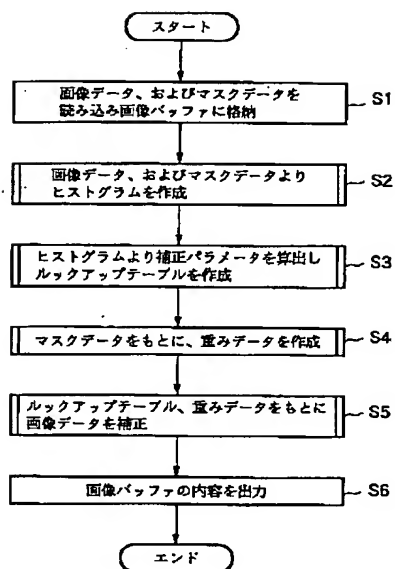 スタート
画像データ、およびマスクデータを
読み込み画像バッファに格納
S1
画像データ、およびマスクデータより
ヒストグラムを作成
S2
ヒストグラムより補正パラメータを算出し
ルックアップテーブルを作成
S3
マスクデータをもとに、重みデータを作成
S4
ルックアップテーブル、重みデータをもとに
画像データを補正
S5
画像バッファの内容を出力
S6
エンド